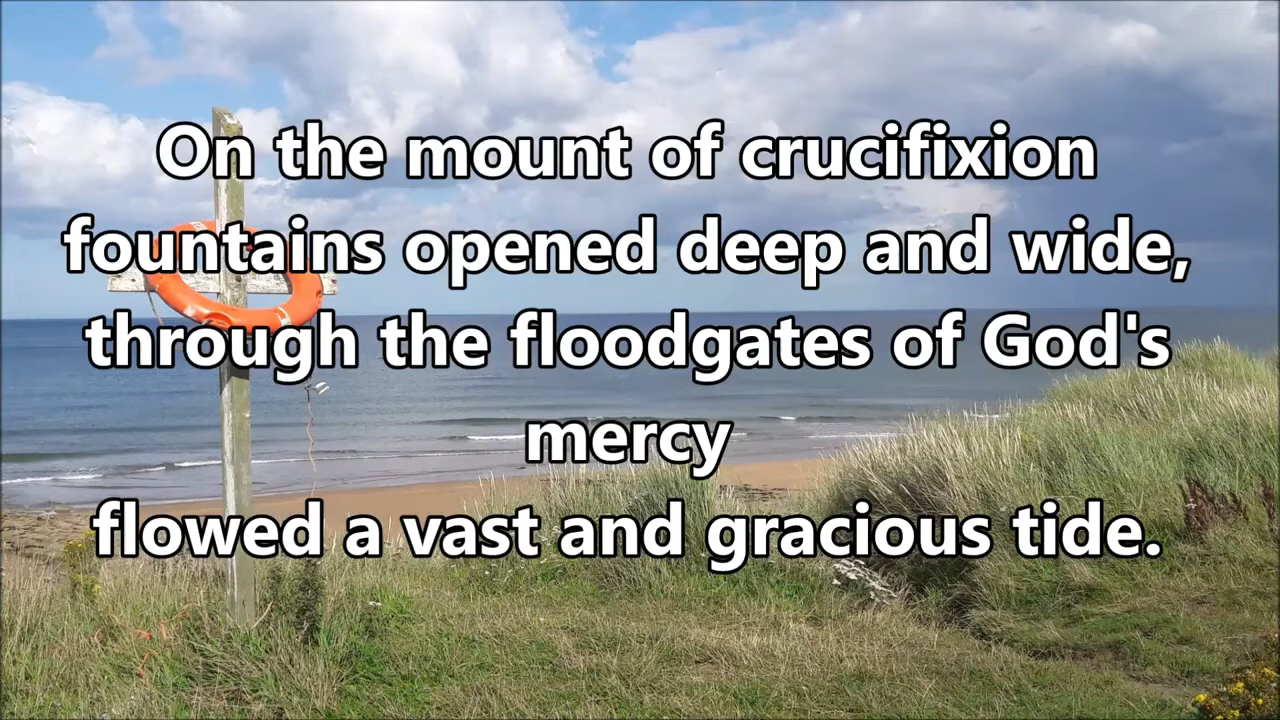 On the mount of crucifixion
fountains opened deep and wide,
through the floodgates of God's
mercy
flowed a vast and gracious tide.